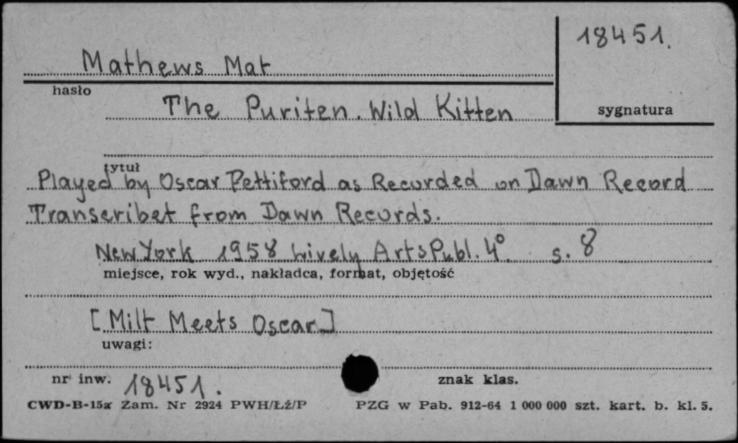 18451.
Mathews Mat
hasło
The Puriten. Wild Kitten
sygnatura
tytuł
Played by Oscar Pettiford as Recorded on Dawn Record
Transcribet from Dawn Records.
New York 1958 Lively Arts Publ. 4°. s. 8
miejsce, rok wyd., nakładca, format, objętość
[Milt Meets Oscar]
uwagi:
nr inw. 18451. znak klas.
CWD-B-15a Zam. Nr 2924 PWH/Łż/P PZG w Pab. 912-64 1 000 000 szt. kart. b. kl. 5.